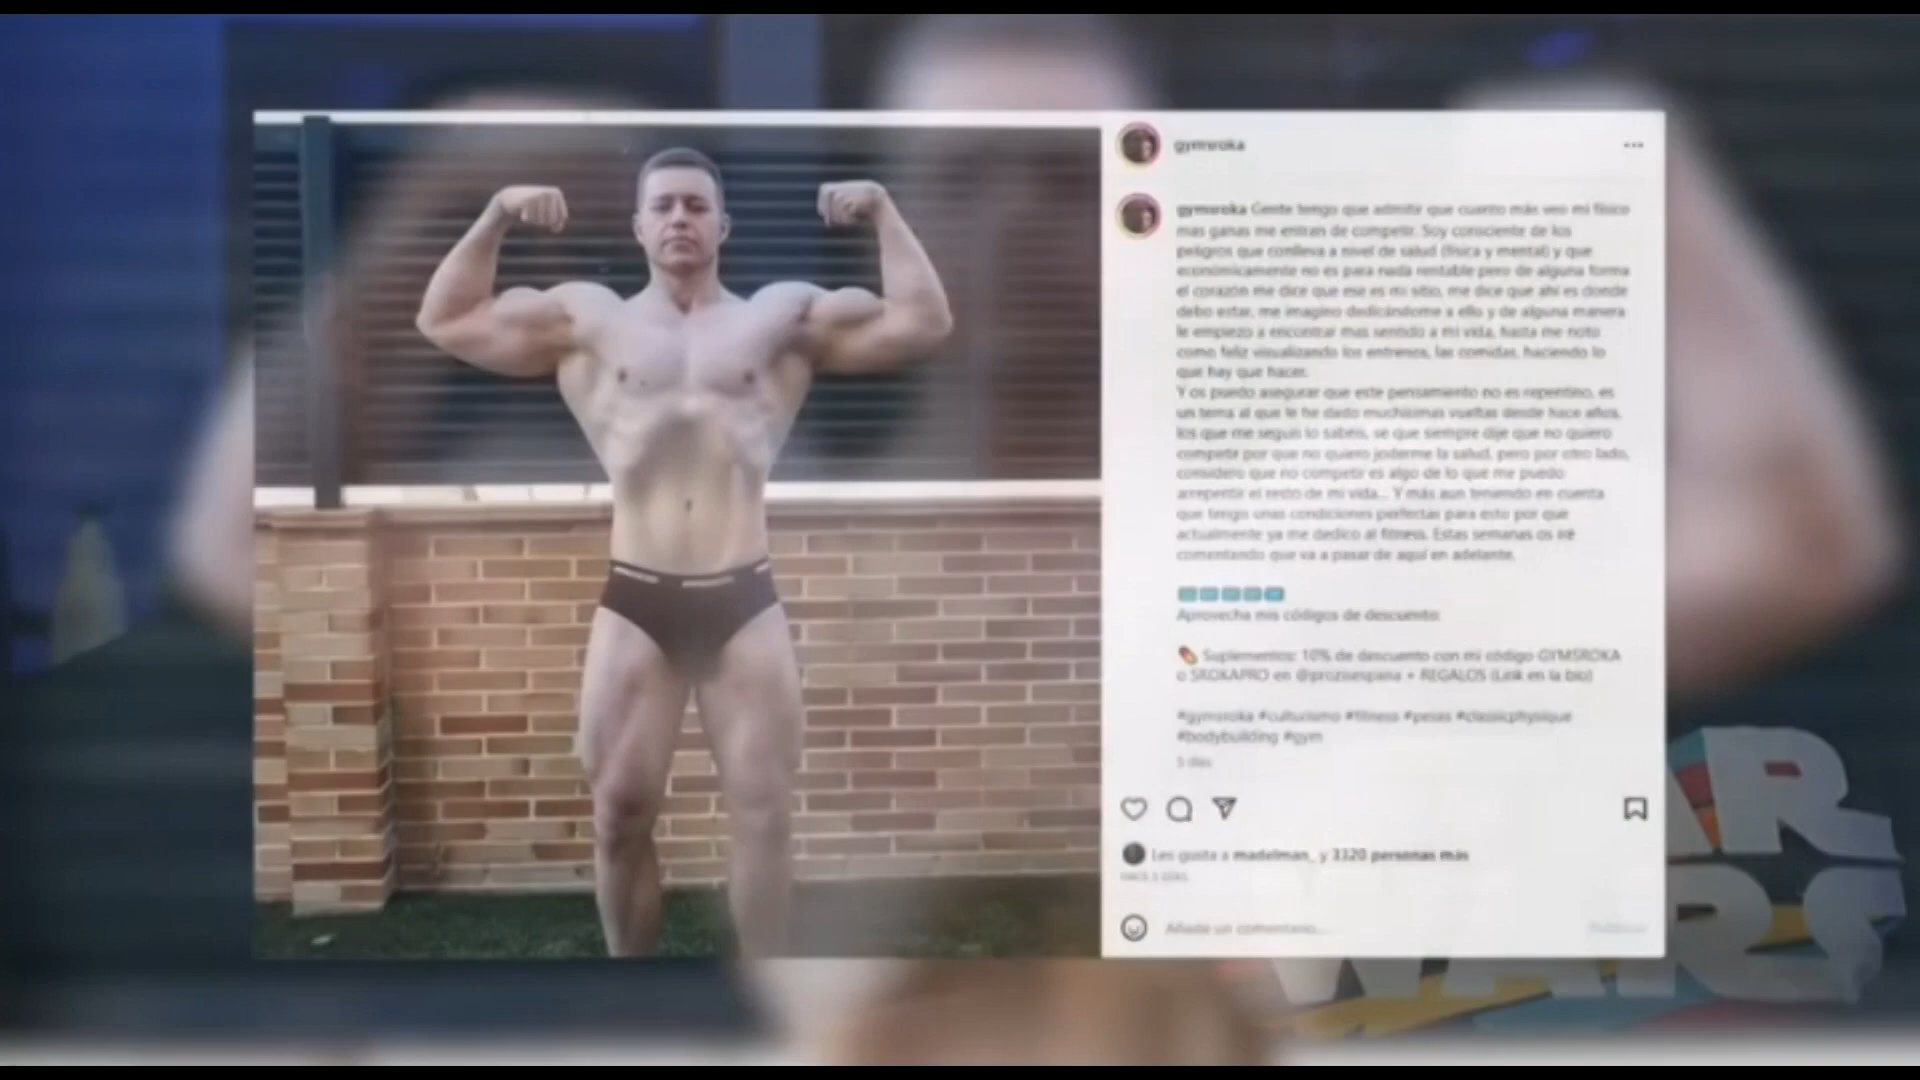 gymsroka
gymsroka Gente tengo que admitir que cuanto más veo mi físico
mas ganas me entran de competir. Soy consciente de los
peligros que conlleva a nivel de salud (física y mental) y que
económicamente no es para nada rentable pero de alguna forma
el corazón me dice que ese es mi sitio, me dice que ahí es donde
debo estar, me imagino dedicándome a ello y de alguna manera
le empiezo a encontrar mas sentido a mi vida, hasta me noto
como feliz visualizando los entrenos, las comidas, haciendo lo
que hay que hacer.
Y os puedo asegurar que este pensamiento no es repentino, es
un tema al que le he dado muchísimas vueltas desde hace años,
los que me seguis lo sabéis, se que siempre dije que no quiero
competir por que no quiero joderme la salud, pero por otro lado,
considero que no competir es algo de lo que me puedo
arrepentir el resto de mi vida... Y más aun teniendo en cuenta
que tengo unas condiciones perfectas para esto por que
actualmente ya me dedico al fitness. Estas semanas os iré
comentando que va a pasar de aquí en adelante.
Aprovecha mis códigos de descuento:
Suplementos: 10% de descuento con mi código GYMSROKA
o SROKAPRO en @prozisespana + REGALOS (Link en la bio)
#gymsroka #culturismo #fitness #pesas #classicphysique
#bodybuilding #gym
5 días
Les gusta a madelman_ y 3320 personas más
HACE 5 DÍAS
Añade un comentario...
Publicar
WARS